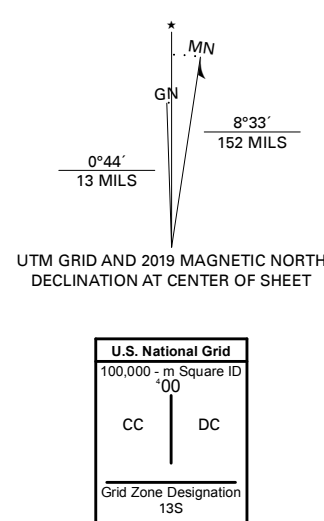 ★
MN
GN
8°33´
152 MILS
0°44´
13 MILS
UTM GRID AND 2019 MAGNETIC NORTH
DECLINATION AT CENTER OF SHEET
U.S. National Grid
100,000 - m Square ID
⁴00
CC DC
Grid Zone Designation
13S